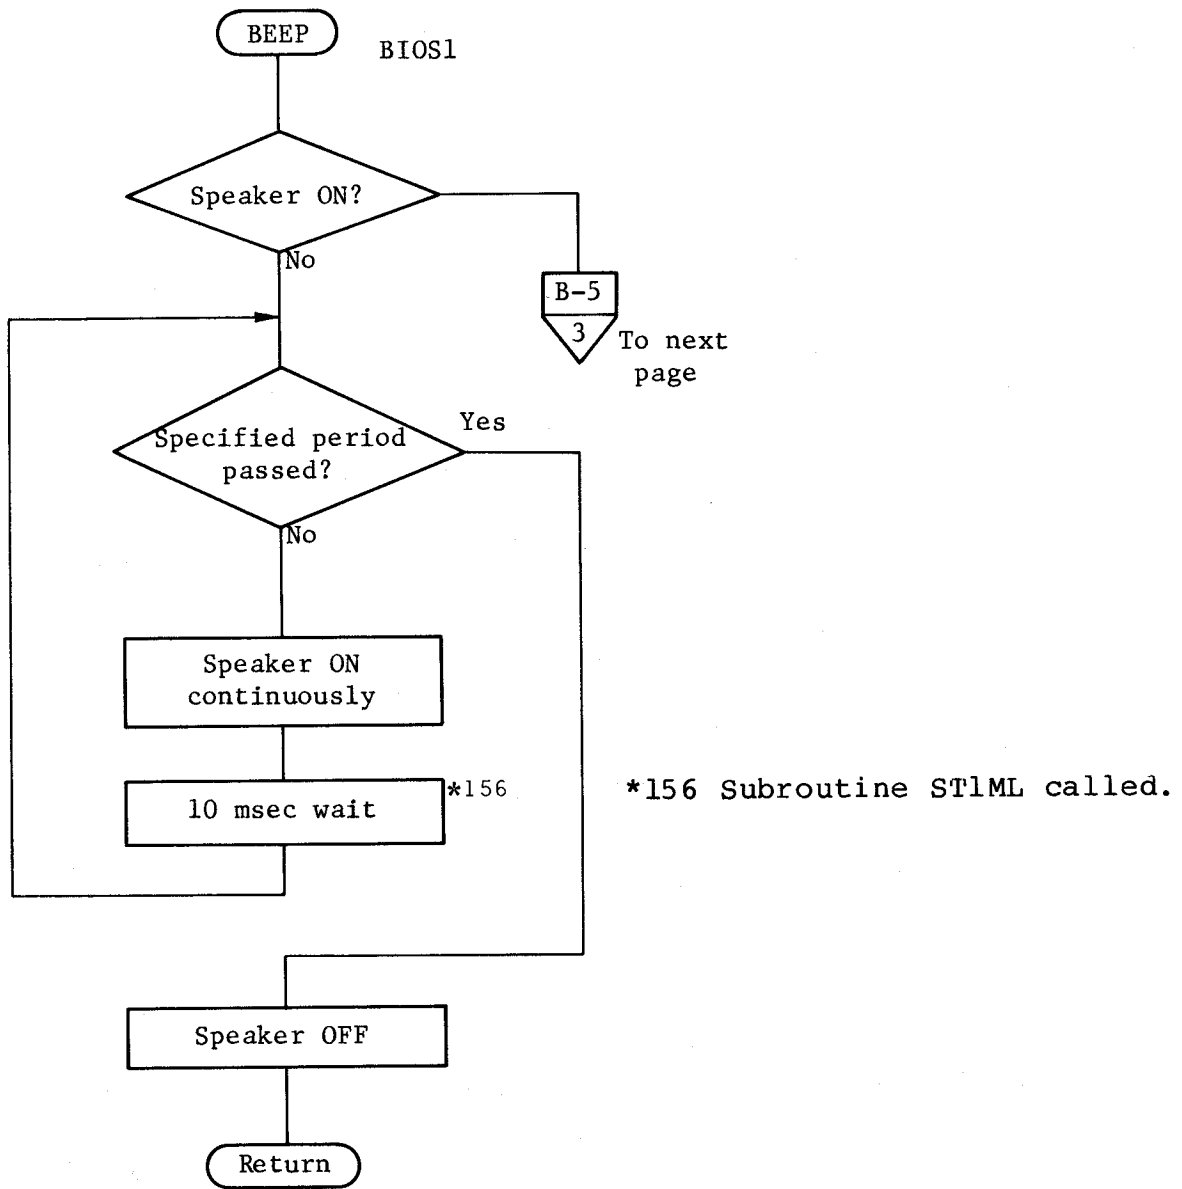 BEEP
BIOS1
Speaker ON?
No
B-5
3
To next
page
Specified period
passed?
Yes
No
Speaker ON
continuously
10 msec wait
*156
*156 Subroutine ST1ML called.
Speaker OFF
Return